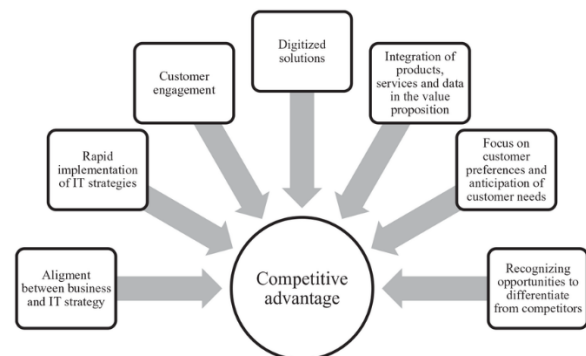 Digitized
solutions
Integration of
products,
services and data
in the value
proposition
Customer
engagement
Focus on
customer
preferences and
anticipation of
customer needs
Rapid
implementation
of IT strategies
Aligment
between business
and IT strategy
Competitive
advantage
Recognizing
opportunities to
differentiate
from competitors